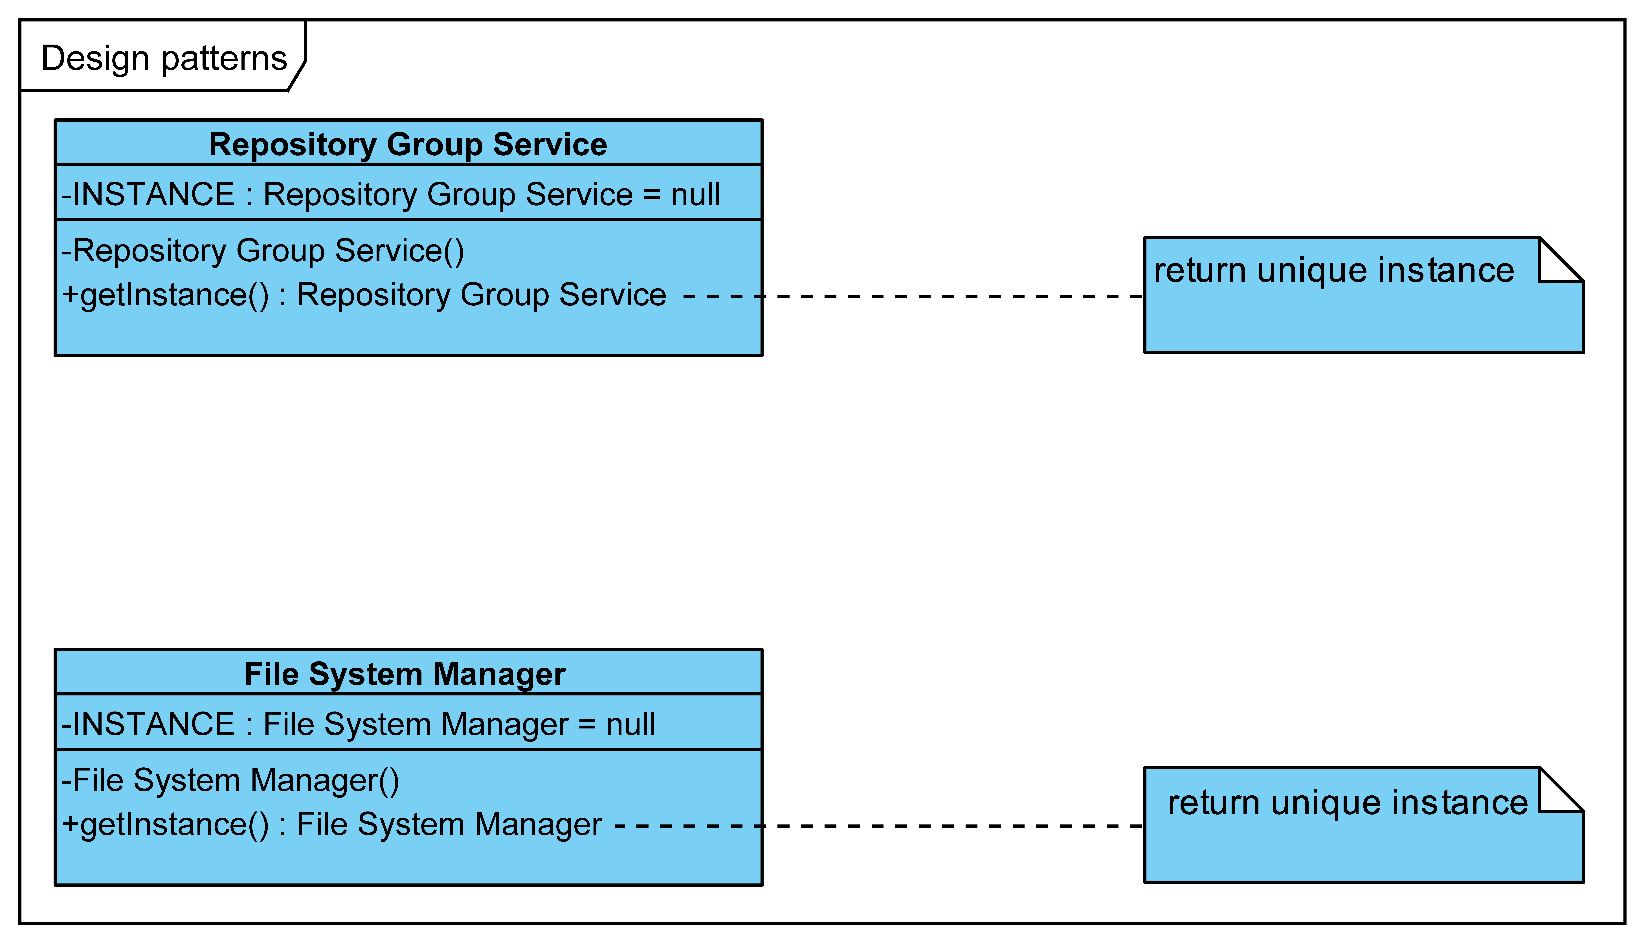 Design patterns
Repository Group Service
-INSTANCE : Repository Group Service = null
-Repository Group Service()
+getInstance() : Repository Group Service
return unique instance
File System Manager
-INSTANCE : File System Manager = null
-File System Manager()
+getInstance() : File System Manager
return unique instance